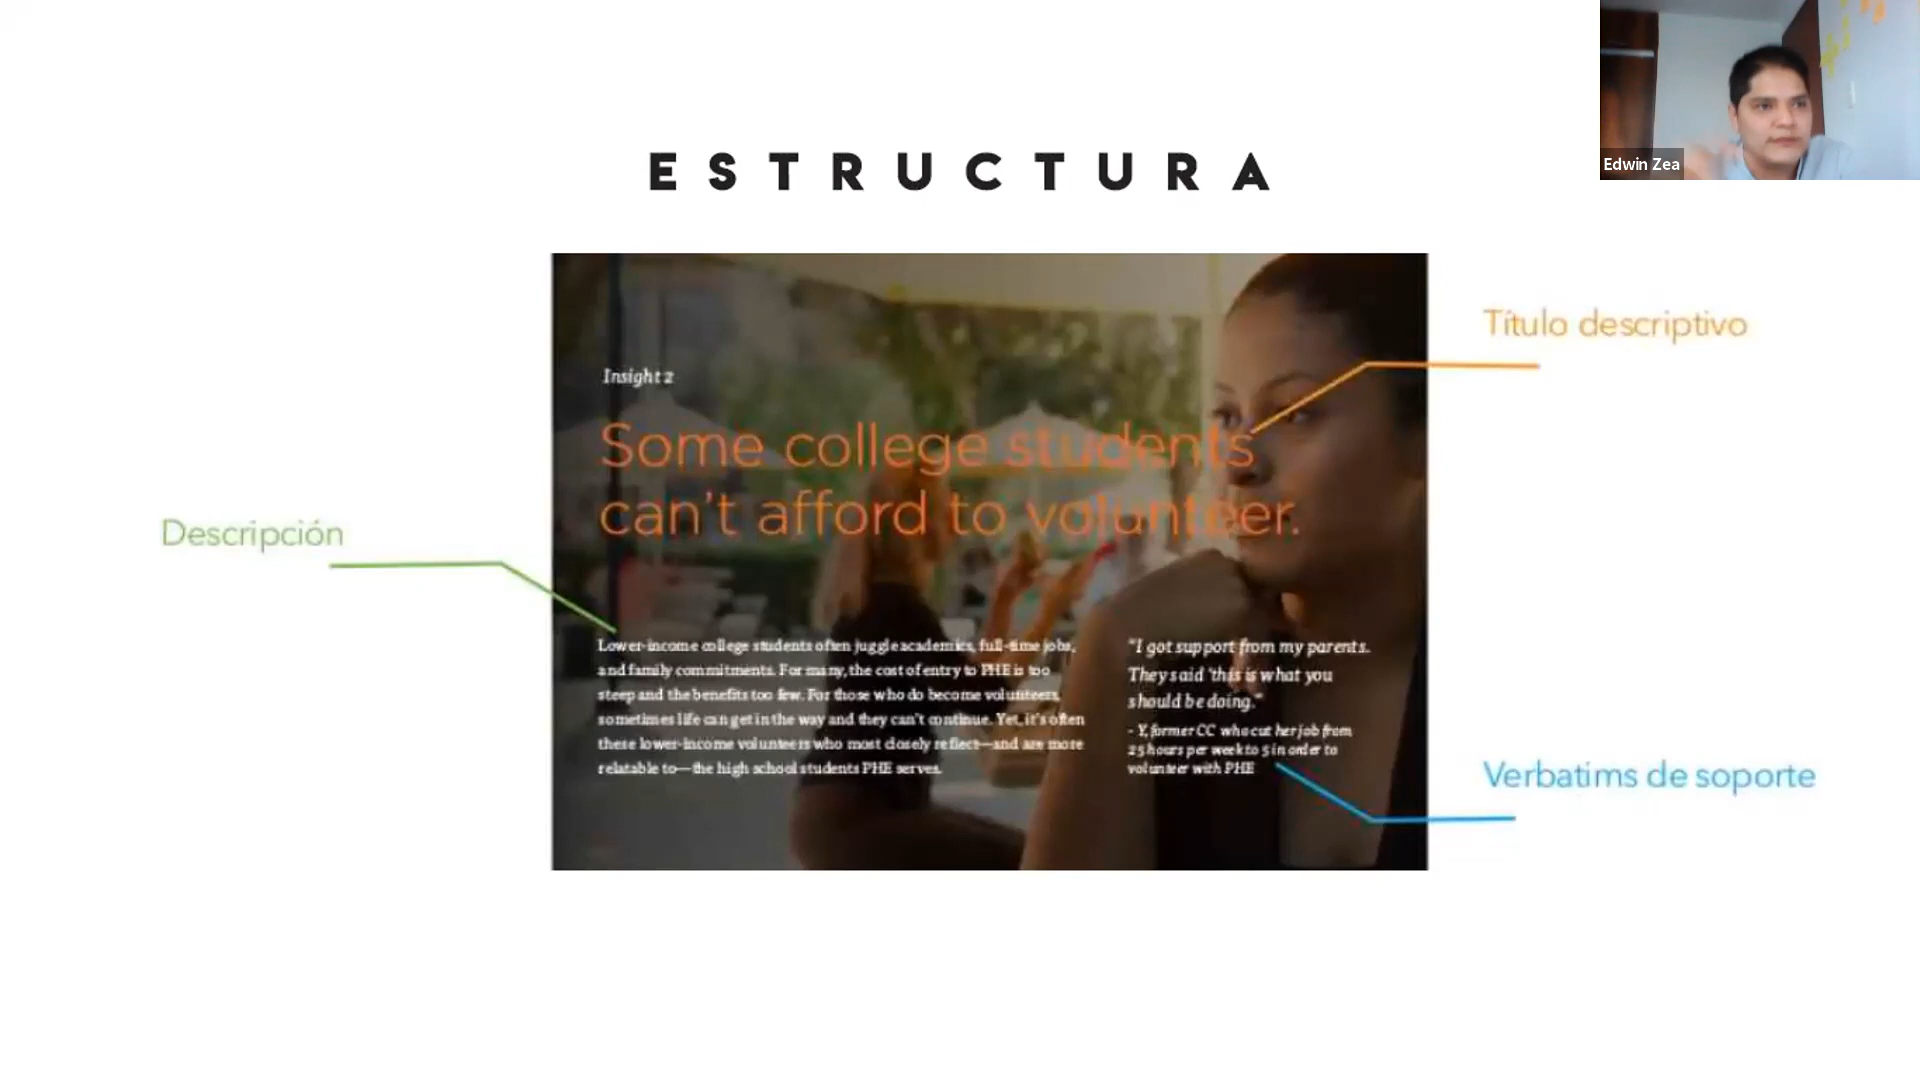 ESTRUCTURA
Edwin Zea
Título descriptivo
Insight 2
Some college students
can't afford to volunteer.
Descripción
Lower-income college students often juggle academics, full-time jobs,
and family commitments. For many, the cost of entry to PHE is too
steep and the benefits too few. For those who do become volunteers,
sometimes life can get in the way and they can't continue. Yet, it's often
these lower-income volunteers who most closely reflect—and are more
relatable to—the high school students PHE serves.
"I got support from my parents.
They said 'this is what you
should be doing."
- Y, former CC who cut her job from
25 hours per week to 5 in order to
volunteer with PHE
Verbatims de soporte